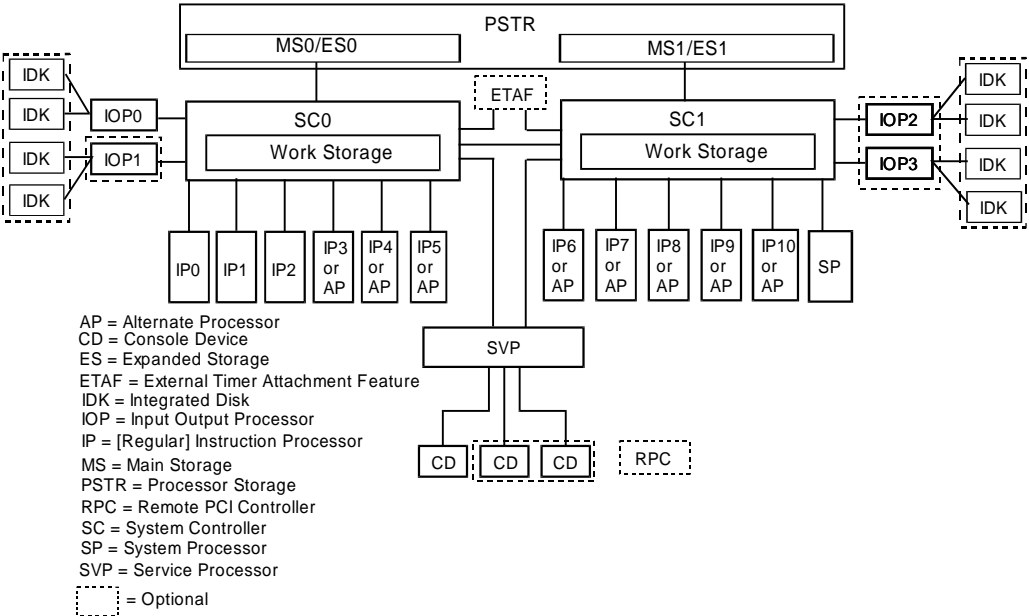 PSTR
MS0/ES0
MS1/ES1
IDK
IDK
IDK
IDK
IOP0
IOP1
SC0
Work Storage
ETAF
SC1
Work Storage
IOP2
IOP3
IDK
IDK
IDK
IDK
IP0
IP1
IP2
IP3
or
AP
IP4
or
AP
IP5
or
AP
IP6
or
AP
IP7
or
AP
IP8
or
AP
IP9
or
AP
IP10
or
AP
SP
SVP
CD
CD
CD
RPC
AP = Alternate Processor
CD = Console Device
ES = Expanded Storage
ETAF = External Timer Attachment Feature
IDK = Integrated Disk
IOP = Input Output Processor
IP = [Regular] Instruction Processor
MS = Main Storage
PSTR = Processor Storage
RPC = Remote PCI Controller
SC = System Controller
SP = System Processor
SVP = Service Processor
= Optional